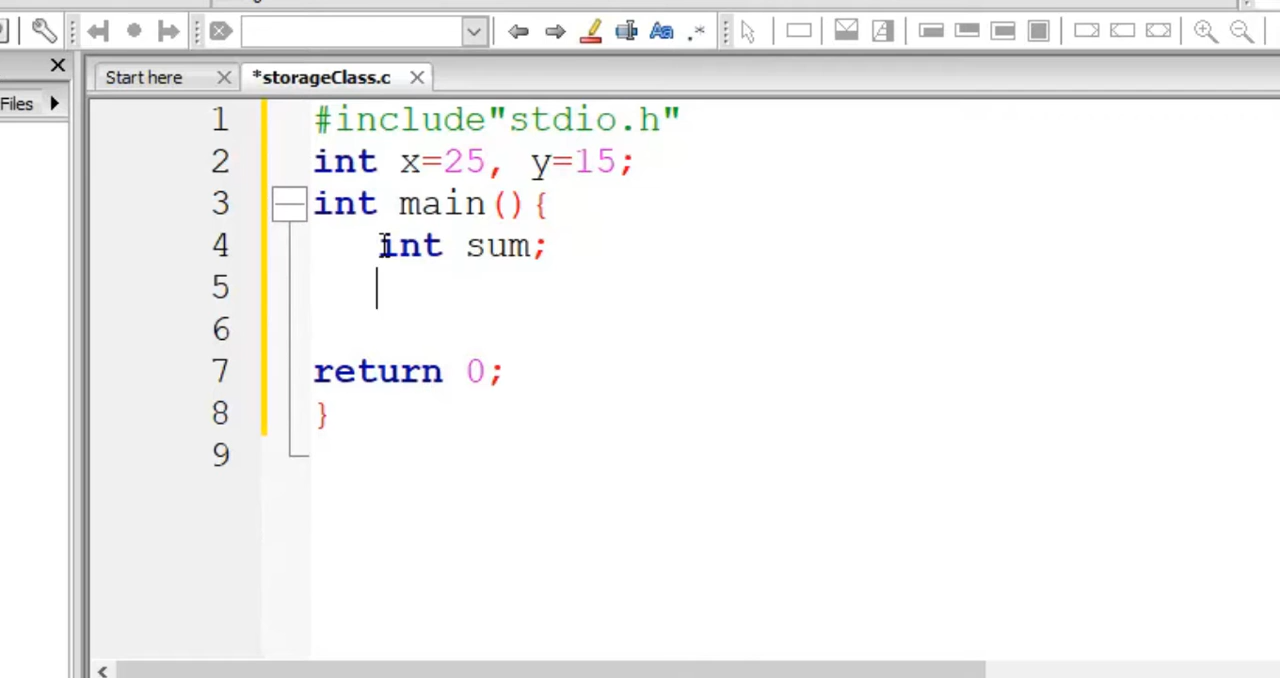 Files
Start here
*storageClass.c
1 #include"stdio.h"
2 int x=25, y=15;
3 int main(){
4 int sum;
5
6
7 return 0;
8 }
9